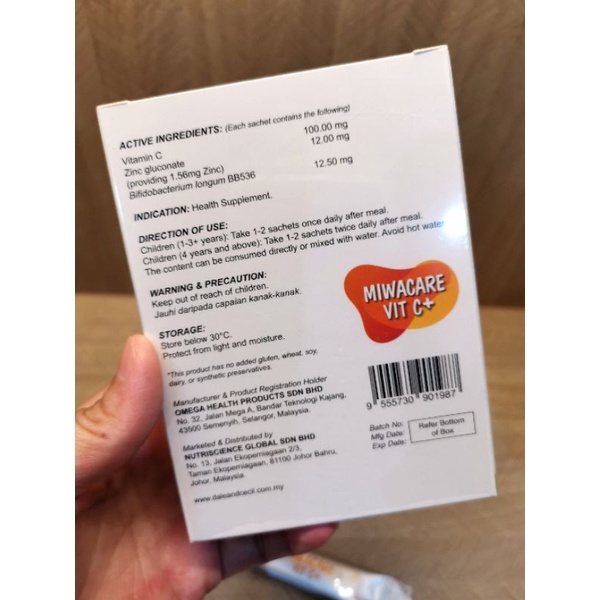 ACTIVE INGREDIENTS: (Each sachet contains the following)
Vitamin C 100.00 mg
Zinc gluconate 12.00 mg
(providing 1.56mg Zinc)
Bifidobacterium longum BB536 12.50 mg
INDICATION: Health Supplement.
DIRECTION OF USE:
Children (1-3+ years): Take 1-2 sachets once daily after meal.
Children (4 years and above): Take 1-2 sachets twice daily after meal.
The content can be consumed directly or mixed with water. Avoid hot water
WARNING & PRECAUTION:
Keep out of reach of children.
Jauhi daripada capaian kanak-kanak.
MIWACARE
VIT C+
STORAGE:
Store below 30°C.
Protect from light and moisture.
*This product has no added gluten, wheat, soy,
dairy, or synthetic preservatives.
Manufacturer & Product Registration Holder
OMEGA HEALTH PRODUCTS SDN BHD
No. 32, Jalan Mega A, Bandar Teknologi Kajang,
43500 Semenyih, Selangor, Malaysia.
9 555730 901987
Batch No:
Mfg Date:
Exp Date:
Refer Bottom
of Box
Marketed & Distributed by
NUTRISCIENCE GLOBAL SDN BHD
No. 13, Jalan Ekoperniagaan 2/3,
Taman Ekoperniagaan, 81100 Johor Bahru,
Johor, Malaysia.
www.daleandcecil.com.my